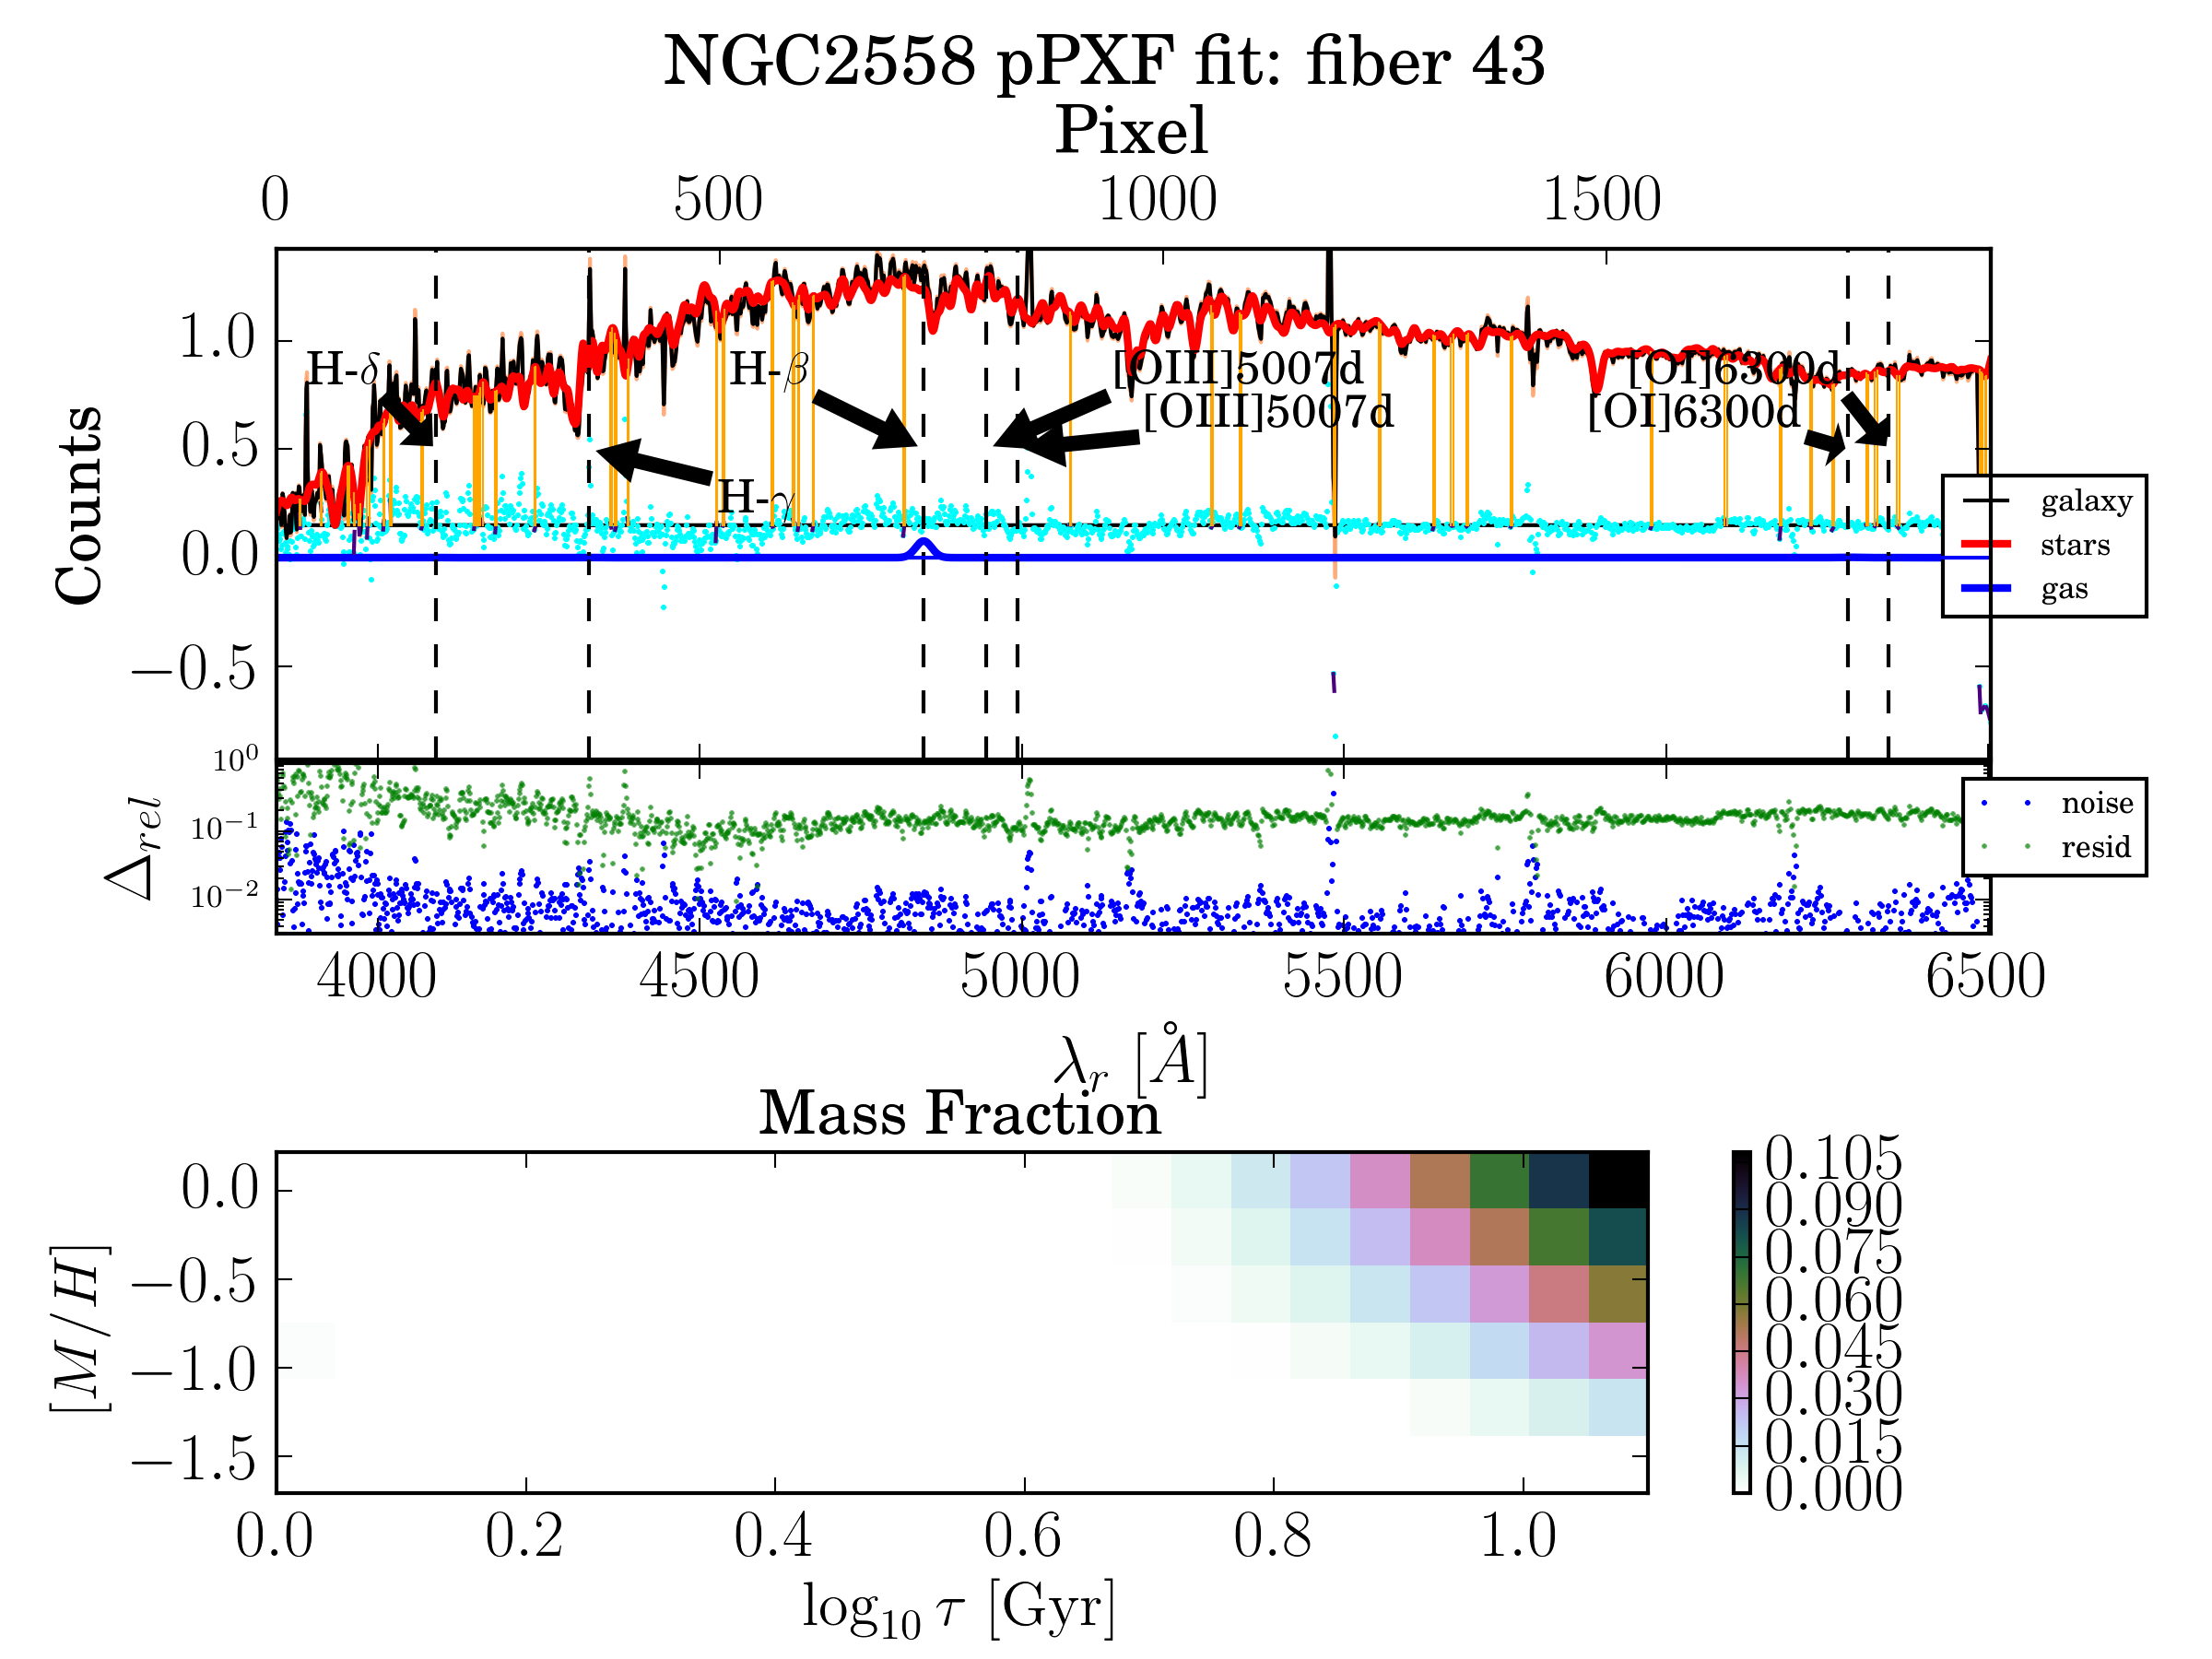 NGC2558 pPXF fit: fiber 43
Pixel
0 500 1000 1500
Counts
1.0
0.5
0.0
−0.5
H-δ
H-γ
H-β
[OIII]5007d
[OIII]5007d
[OI]6300d
[OI]6300d
galaxy
stars
gas
Δrel
10⁰
10⁻¹
10⁻²
noise
resid
4000 4500 5000 5500 6000 6500
λr [Å]
Mass Fraction
[M/H]
0.0
−0.5
−1.0
−1.5
0.0 0.2 0.4 0.6 0.8 1.0
log₁₀ τ [Gyr]
0.105
0.090
0.075
0.060
0.045
0.030
0.015
0.000